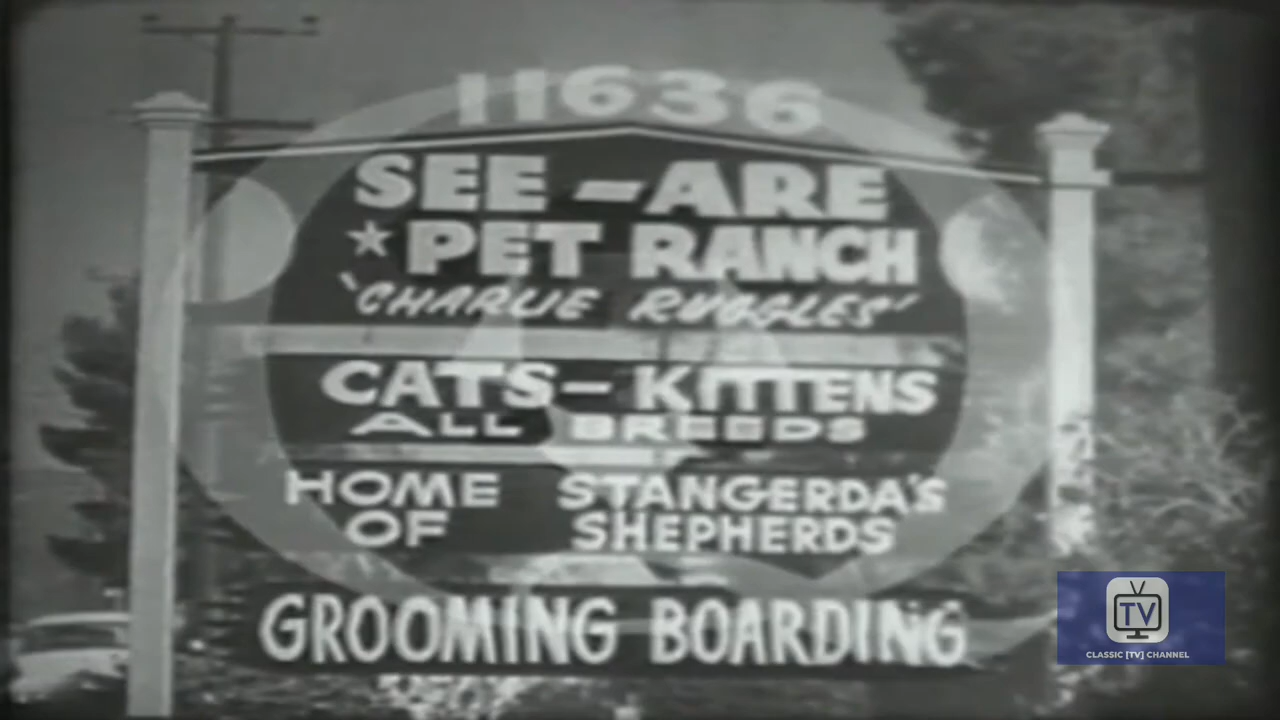 11636
SEE-ARE
★ PET RANCH
'CHARLIE RUGGLES'
CATS-KITTENS
ALL BREEDS
HOME OF STANGERDA'S SHEPHERDS
GROOMING BOARDING
TV
CLASSIC [TV] CHANNEL